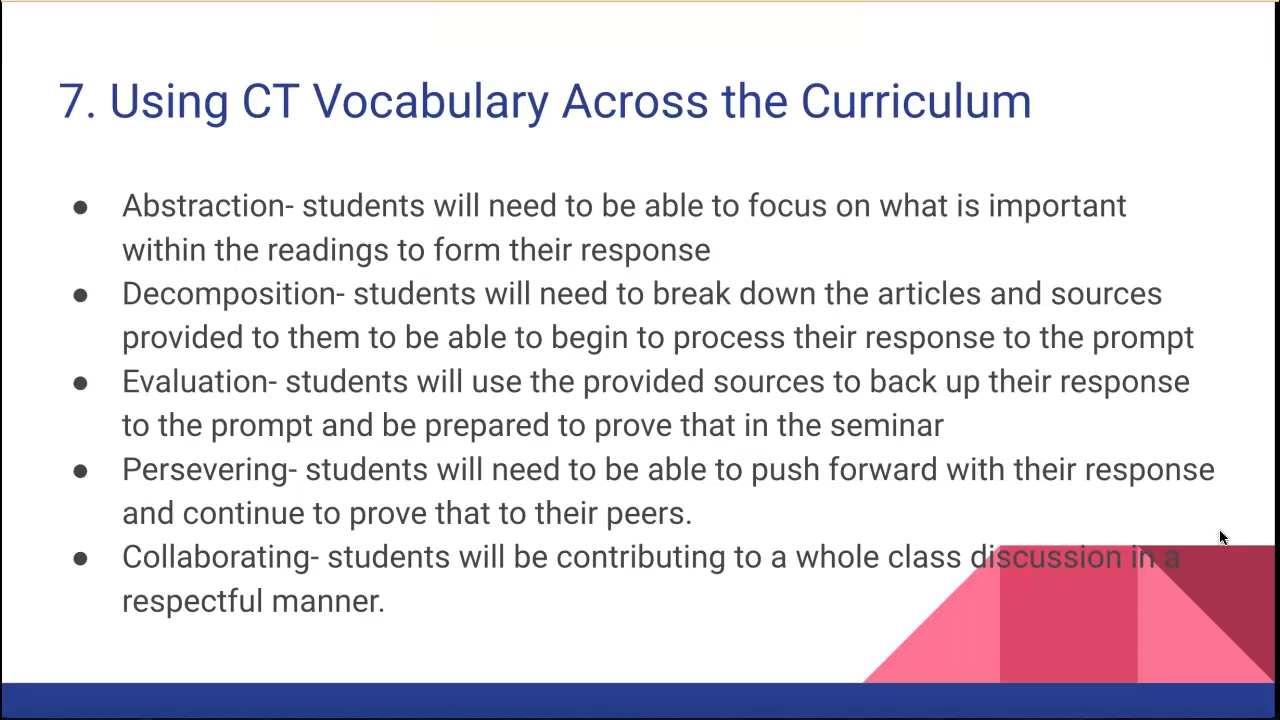 7. Using CT Vocabulary Across the Curriculum
● Abstraction- students will need to be able to focus on what is important
within the readings to form their response
● Decomposition- students will need to break down the articles and sources
provided to them to be able to begin to process their response to the prompt
● Evaluation- students will use the provided sources to back up their response
to the prompt and be prepared to prove that in the seminar
● Persevering- students will need to be able to push forward with their response
and continue to prove that to their peers.
● Collaborating- students will be contributing to a whole class discussion in a
respectful manner.